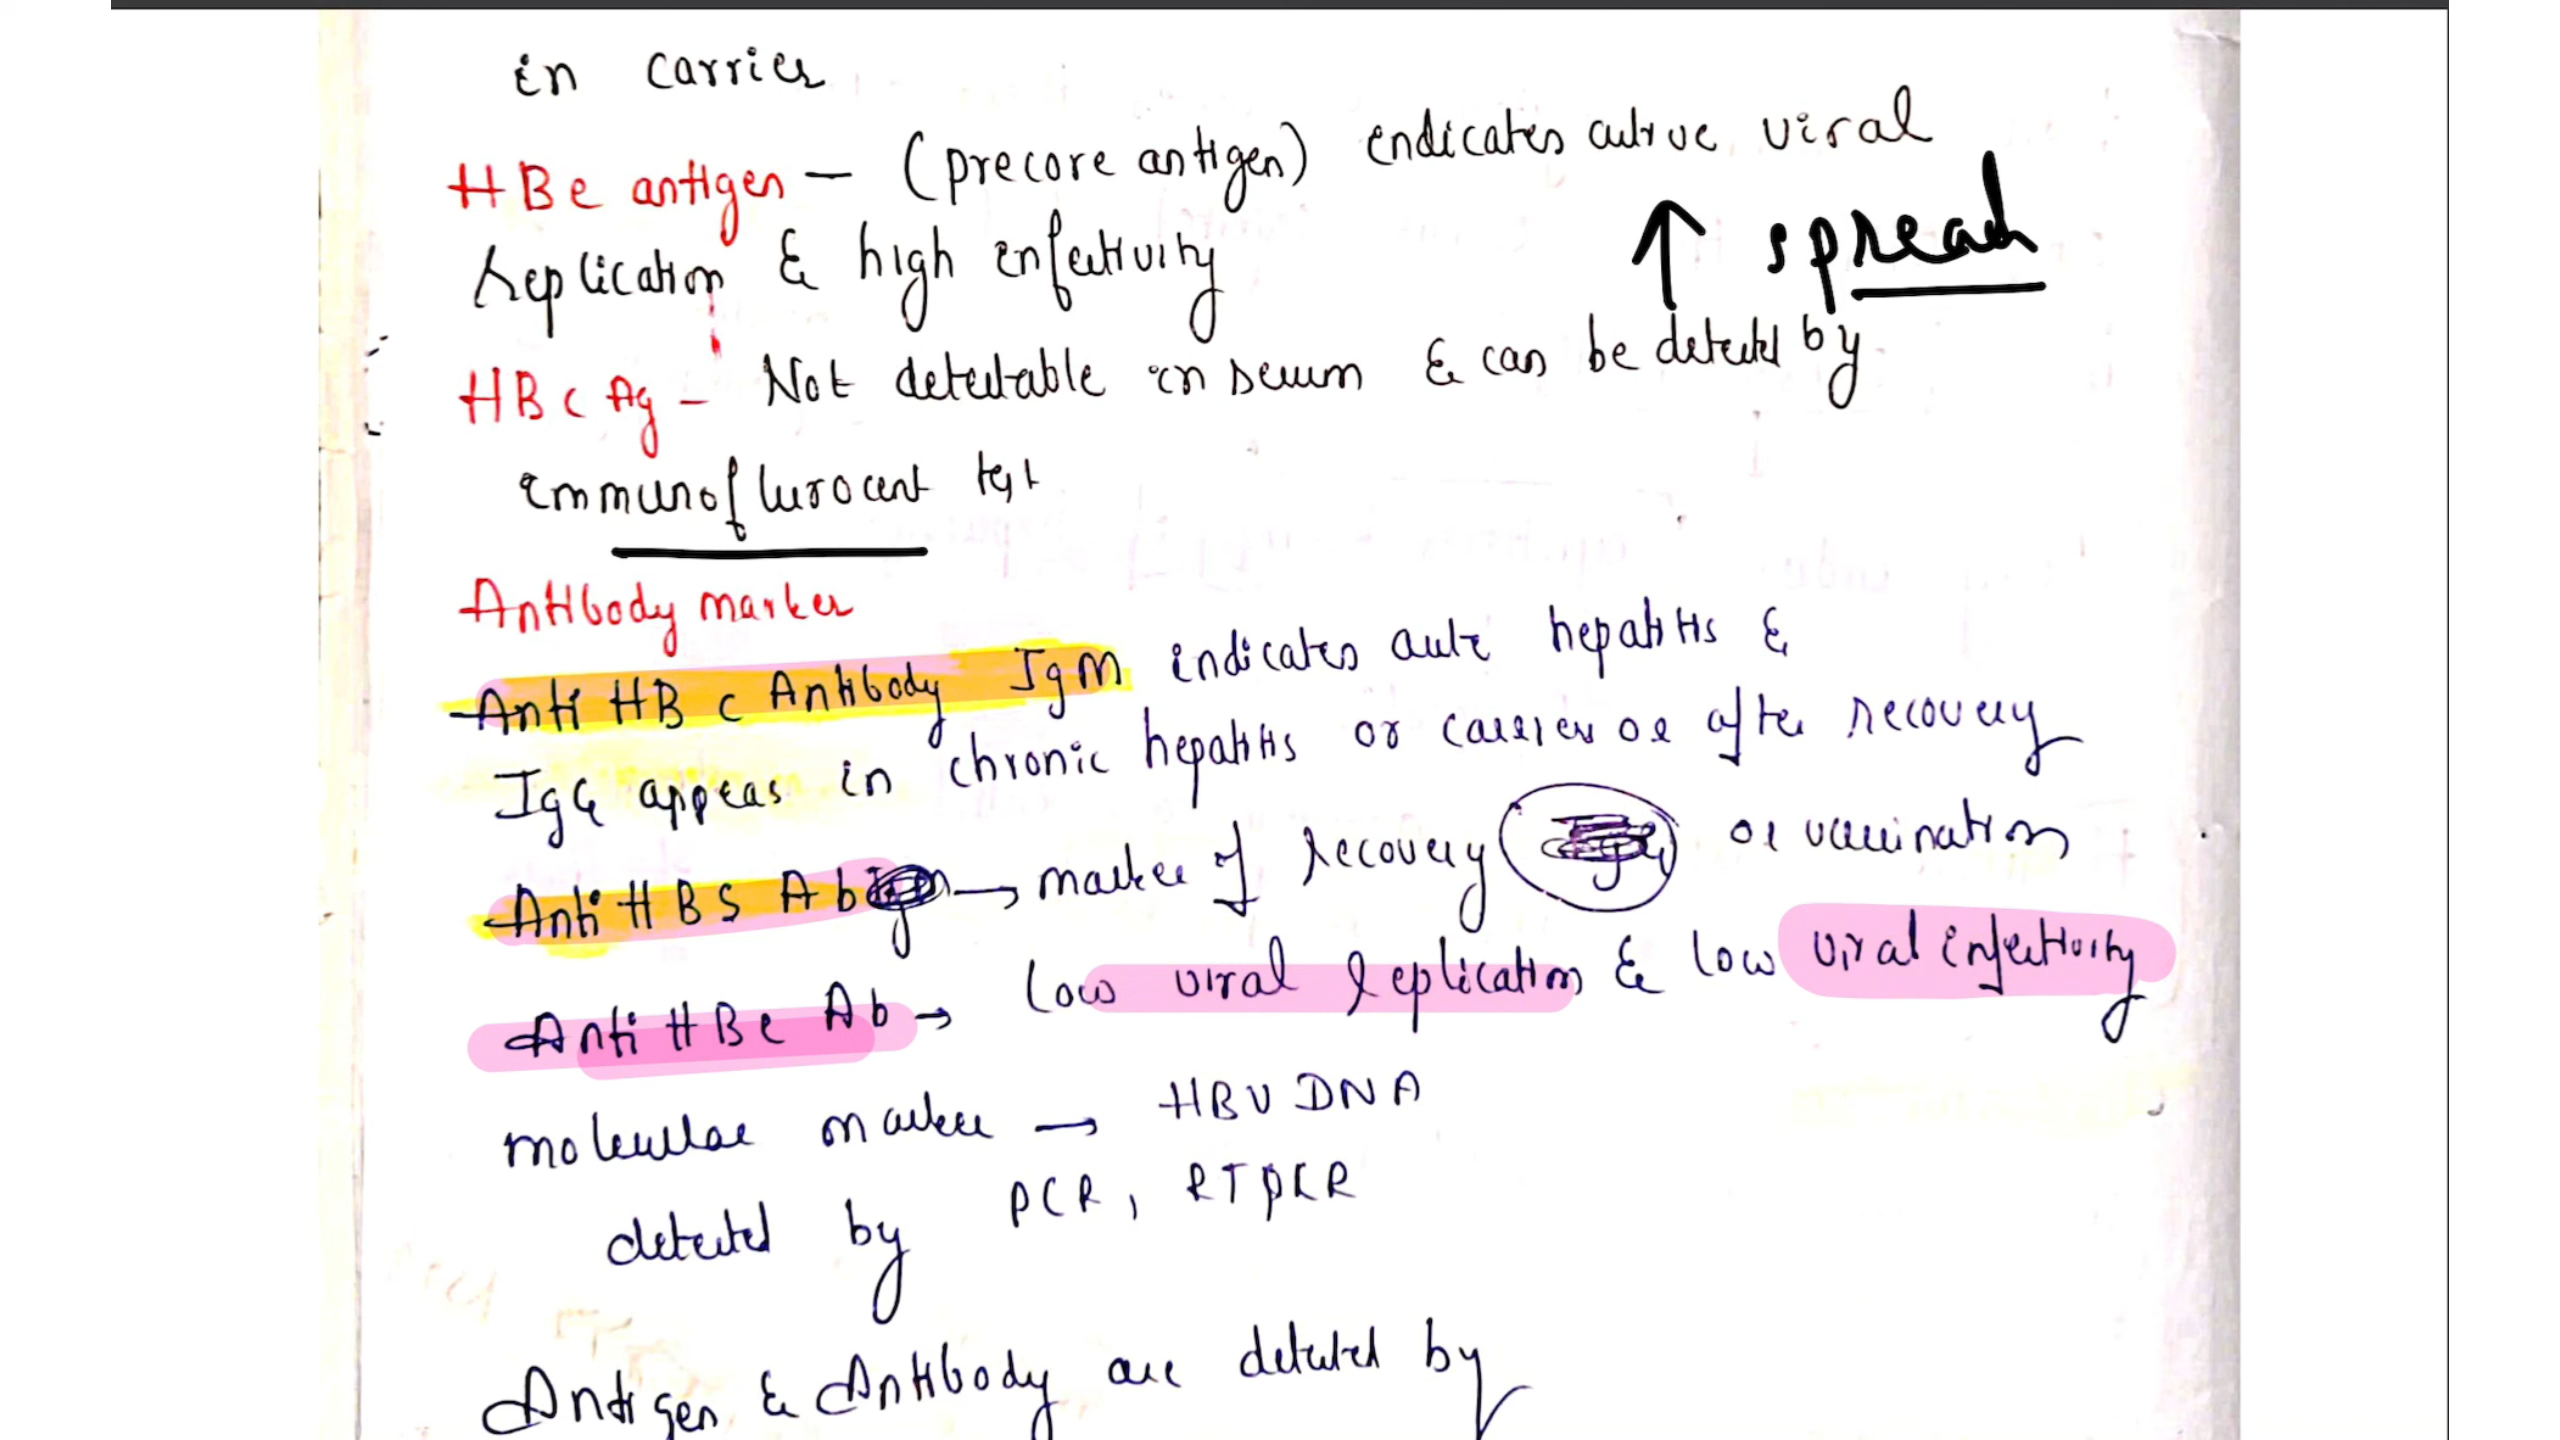 in carrier
HBe antigen - (precore antigen) indicates active viral
replication & high infectivity
↑ spread
HBc Ag - Not detectable in serum & can be detected by
immunoflurocent test
Antibody marker
Anti HBc Antibody IgM indicates acute hepatitis &
IgG appeas in chronic hepatitis or carrier or after recovery
Anti HBS Ab → marker of recovery or vaccination
Anti HBe Ab → low viral replication & low viral infectivity
molecular marker → HBV DNA
detected by PCR, RTPCR
Antigen & Antibody are detected by